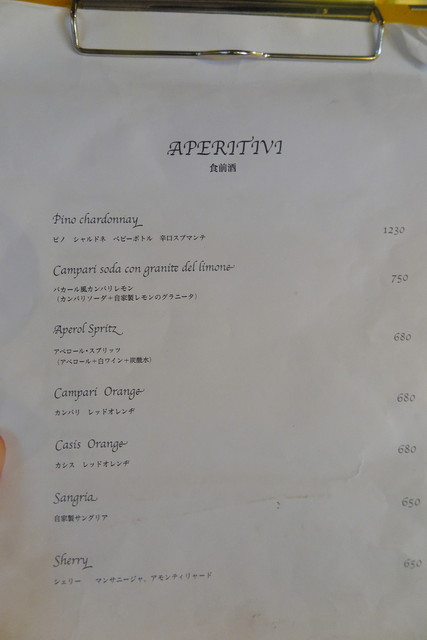 APERITIVI
食前酒
Pino chardonnay 1230
ピノ シャルドネ ベビーボトル 辛口スプマンテ
Campari soda con granite del limone 750
バカール風カンパリレモン
(カンパリソーダ+自家製レモンのグラニータ)
Aperol Spritz 680
アペロール・スプリッツ
(アペロール+白ワイン+炭酸水)
Campari Orange 680
カンパリ レッドオレンヂ
Casis Orange 680
カシス レッドオレンヂ
Sangria 650
自家製サングリア
Sherry 650
シェリー マンサニージャ、アモンティリャード